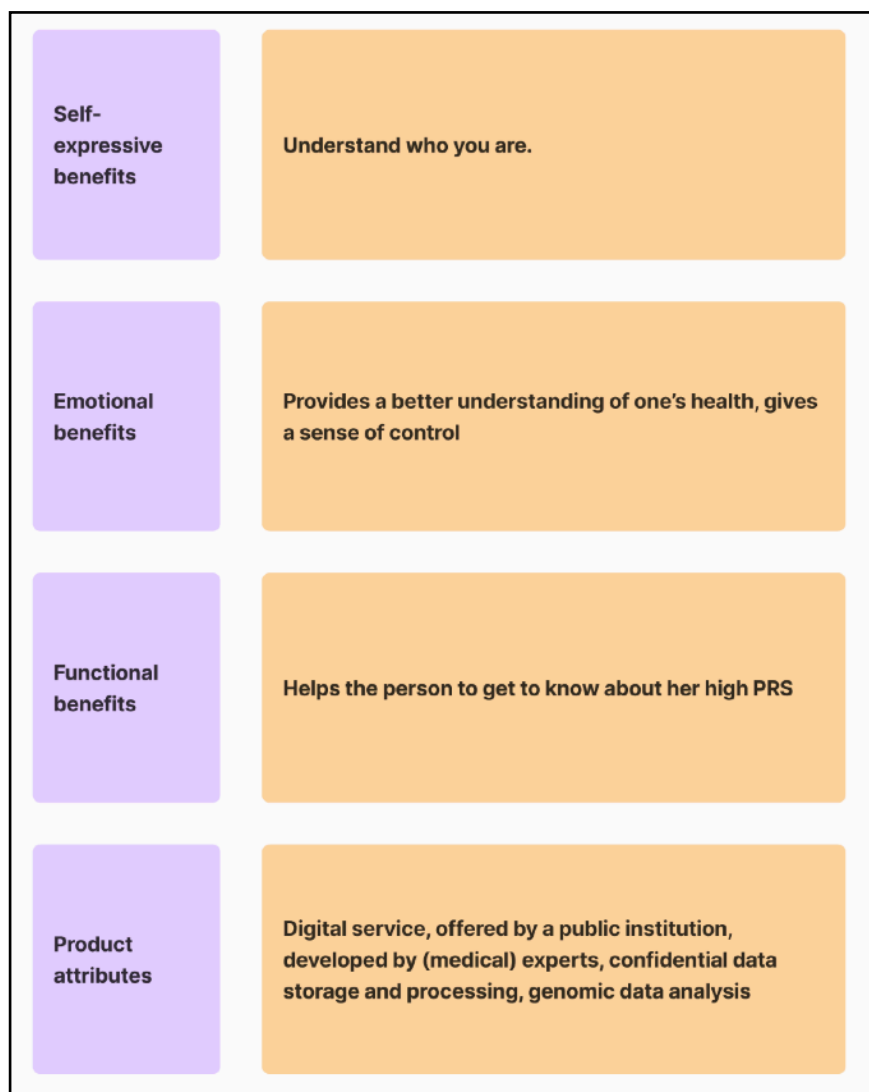 Self-
expressive
benefits
Understand who you are.
Emotional
benefits
Provides a better understanding of one’s health, gives
a sense of control
Functional
benefits
Helps the person to get to know about her high PRS
Product
attributes
Digital service, offered by a public institution,
developed by (medical) experts, confidential data
storage and processing, genomic data analysis